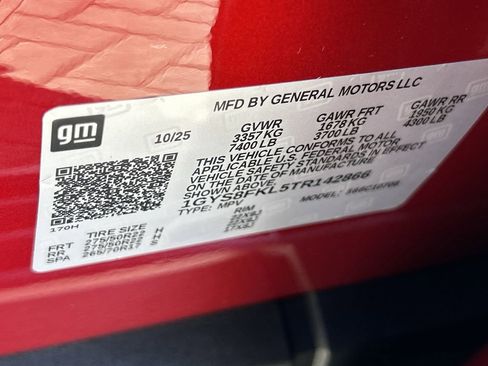 MFD BY GENERAL MOTORS LLC
gm
10/25
GVWR
3357 KG
7400 LB
GAWR FRT
1678 KG
3700 LB
GAWR RR
1950 KG
4300 LB
THIS VEHICLE CONFORMS TO ALL
APPLICABLE U.S. FEDERAL MOTOR
VEHICLE SAFETY STANDARDS IN EFFECT
ON THE DATE OF MANUFACTURE
SHOWN ABOVE.
TYPE: MPV
MODEL:
170H
TIRE SIZE
RIM
FRT 275/50R22 H
RR 275/50R22 H
SPA 265/70R17